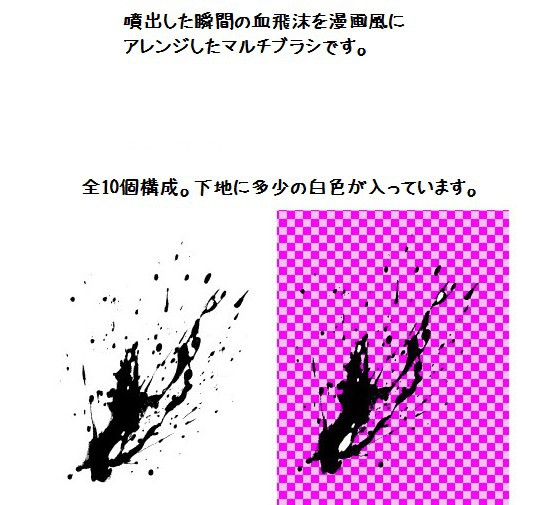 噴出した瞬間の血飛沫を漫画風に
アレンジしたマルチブラシです。
全10個構成。下地に多少の白色が入っています。